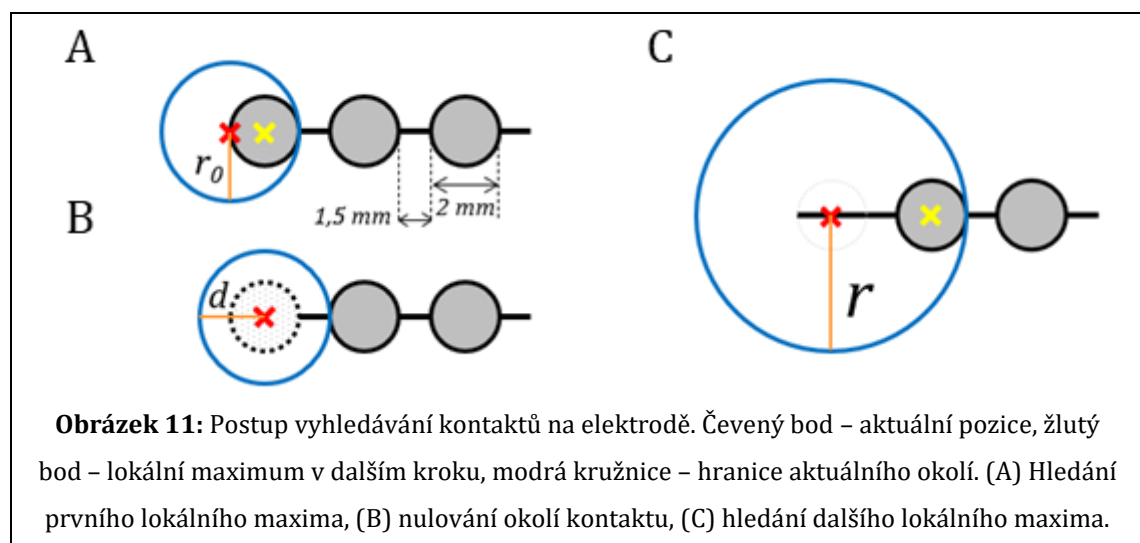 A
C
r₀
1,5 mm
2 mm
B
d
r
Obrázek 11: Postup vyhledávání kontaktů na elektrodě. Čevený bod – aktuální pozice, žlutý
bod – lokální maximum v dalším kroku, modrá kružnice – hranice aktuálního okolí. (A) Hledání
prvního lokálního maxima, (B) nulování okolí kontaktu, (C) hledání dalšího lokálního maxima.